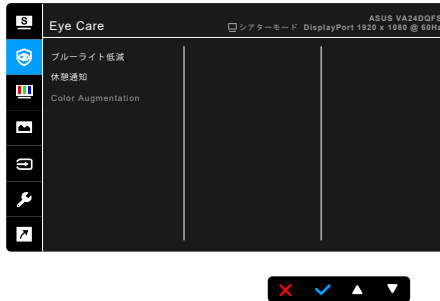 S
Eye Care
ASUS VA24DQFS
シアターモード DisplayPort 1920 x 1080 @ 60Hz
ブルーライト低減
休憩通知
Color Augmentation